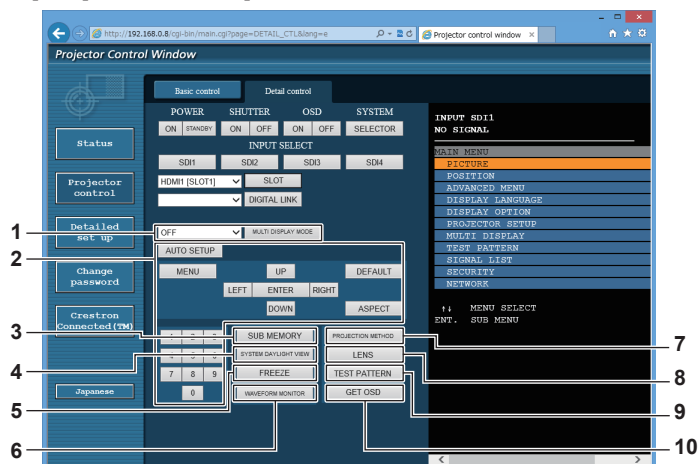 http://192.168.0.8/cgi-bin/main.cgi?page=DETAIL_CTL&lang=e
Projector control window
Projector Control Window
Basic control
Detail control
POWER SHUTTER OSD SYSTEM
ON STANDBY ON OFF ON OFF SELECTOR
INPUT SELECT
SDI1 SDI2 SDI3 SDI4
HDMI1 [SLOT1] SLOT
DIGITAL LINK
OFF MULTI DISPLAY MODE
AUTO SETUP
MENU UP DEFAULT
LEFT ENTER RIGHT
DOWN ASPECT
1 2 3 SUB MEMORY PROJECTION METHOD
4 5 6 SYSTEM DAYLIGHT VIEW LENS
7 8 9 FREEZE TEST PATTERN
0 WAVEFORM MONITOR GET OSD
Status
Projector
control
Detailed
set up
Change
password
Crestron
Connected(TM)
Japanese
INPUT SDI1
NO SIGNAL
MAIN MENU
PICTURE
POSITION
ADVANCED MENU
DISPLAY LANGUAGE
DISPLAY OPTION
PROJECTOR SETUP
MULTI DISPLAY
TEST PATTERN
SIGNAL LIST
SECURITY
NETWORK
↑↓ MENU SELECT
ENT. SUB MENU
1
2
3
4
5
6
7
8
9
10